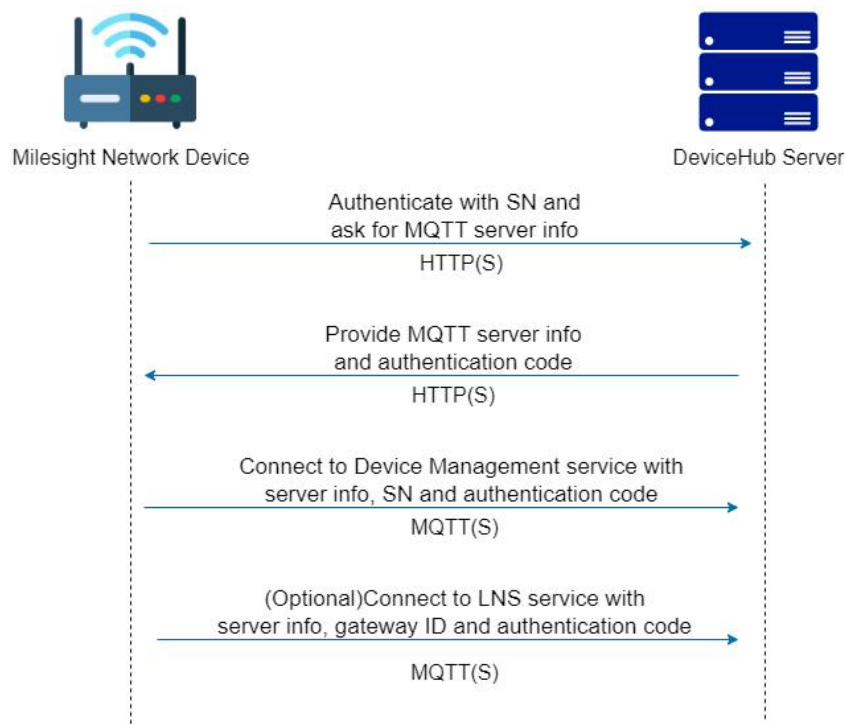 Milesight Network Device
DeviceHub Server
Authenticate with SN and
ask for MQTT server info
HTTP(S)
Provide MQTT server info
and authentication code
HTTP(S)
Connect to Device Management service with
server info, SN and authentication code
MQTT(S)
(Optional)Connect to LNS service with
server info, gateway ID and authentication code
MQTT(S)